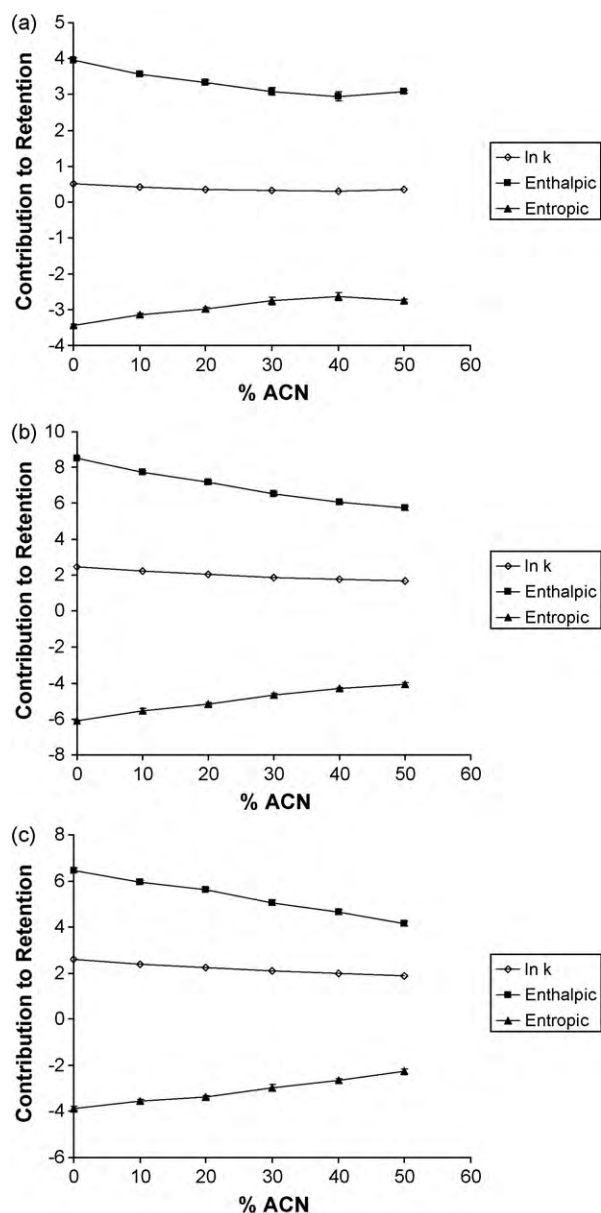 (a)
5
4
3
2
1
0
-1
-2
-3
-4
Contribution to Retention
0 10 20 30 40 50 60
% ACN
ln k
Enthalpic
Entropic
(b)
10
8
6
4
2
0
-2
-4
-6
-8
Contribution to Retention
0 10 20 30 40 50 60
% ACN
ln k
Enthalpic
Entropic
(c)
8
6
4
2
0
-2
-4
-6
Contribution to Retention
0 10 20 30 40 50 60
% ACN
ln k
Enthalpic
Entropic